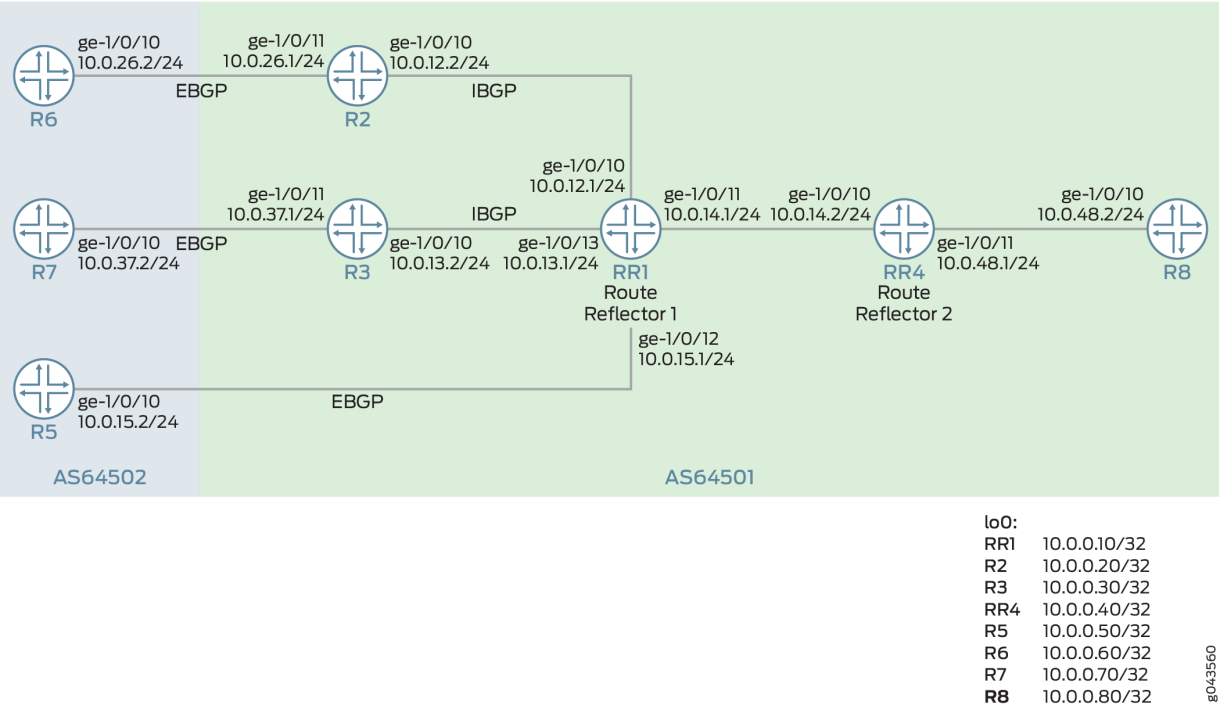 ge-1/0/10
10.0.26.2/24
EBGP
R6
ge-1/0/11
10.0.26.1/24
R2
ge-1/0/10
10.0.12.2/24
IBGP
ge-1/0/10
10.0.12.1/24
ge-1/0/10
10.0.37.2/24
EBGP
R7
ge-1/0/11
10.0.37.1/24
R3
IBGP
ge-1/0/10
10.0.13.2/24
ge-1/0/13
10.0.13.1/24
RR1
Route
Reflector 1
ge-1/0/11
10.0.14.1/24
ge-1/0/10
10.0.14.2/24
RR4
Route
Reflector 2
ge-1/0/11
10.0.48.1/24
ge-1/0/10
10.0.48.2/24
R8
ge-1/0/12
10.0.15.1/24
ge-1/0/10
10.0.15.2/24
R5
EBGP
AS64502
AS64501
lo0:
RR1 10.0.0.10/32
R2 10.0.0.20/32
R3 10.0.0.30/32
RR4 10.0.0.40/32
R5 10.0.0.50/32
R6 10.0.0.60/32
R7 10.0.0.70/32
R8 10.0.0.80/32
g043560